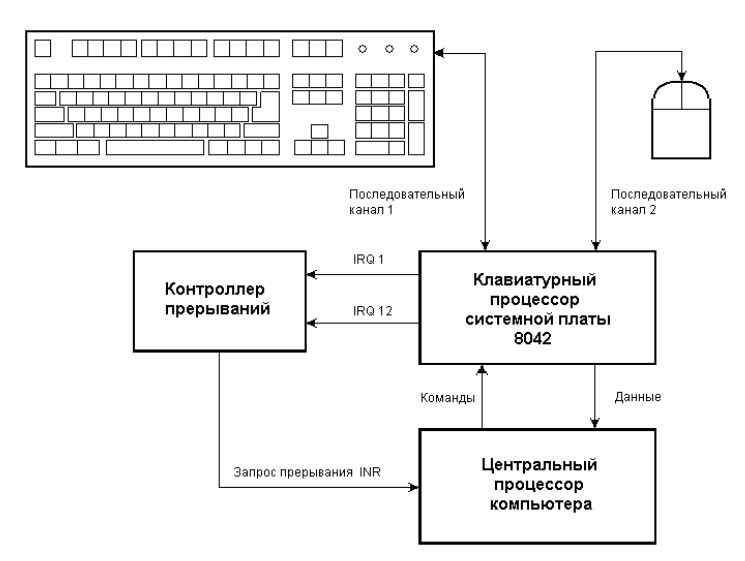 Последовательный
канал 1
Последовательный
канал 2
IRQ 1
Контроллер
прерываний
IRQ 12
Клавиатурный
процессор
системной платы
8042
Команды
Данные
Запрос прерывания INR
Центральный
процессор
компьютера